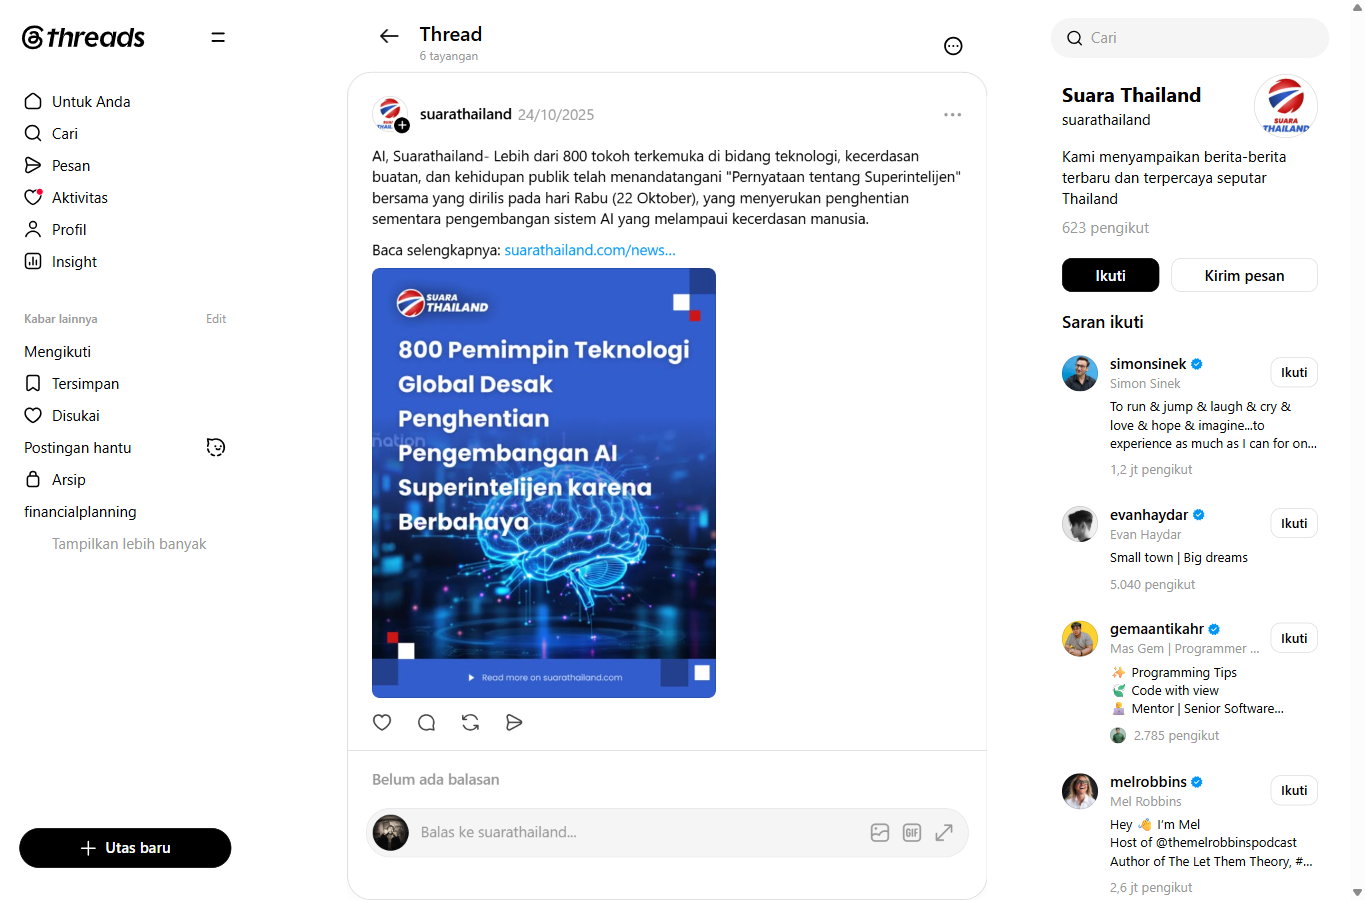 threads
Untuk Anda
Cari
Pesan
Aktivitas
Profil
Insight
Kabar lainnya
Edit
Mengikuti
Tersimpan
Disukai
Postingan hantu
Arsip
financialplanning
Tampilkan lebih banyak
Utas baru
Thread
6 tayangan
suarathailand 24/10/2025
AI, Suarathailand- Lebih dari 800 tokoh terkemuka di bidang teknologi, kecerdasan
buatan, dan kehidupan publik telah menandatangani "Pernyataan tentang Superintelijen"
bersama yang dirilis pada hari Rabu (22 Oktober), yang menyerukan penghentian
sementara pengembangan sistem AI yang melampaui kecerdasan manusia.
Baca selengkapnya: suarathailand.com/news...
SUARA
THAILAND
800 Pemimpin Teknologi
Global Desak
Penghentian
Pengembangan AI
Superintelijen karena
Berbahaya
nation
Read more on suarathailand.com
Belum ada balasan
Balas ke suarathailand...
GIF
Cari
Suara Thailand
suarathailand
SUARA
THAILAND
Kami menyampaikan berita-berita
terbaru dan terpercaya seputar
Thailand
623 pengikut
Ikuti
Kirim pesan
Saran ikuti
simonsinek
Simon Sinek
Ikuti
To run & jump & laugh & cry &
love & hope & imagine...to
experience as much as I can for on...
1,2 jt pengikut
evanhaydar
Evan Haydar
Ikuti
Small town | Big dreams
5.040 pengikut
gemaantikahr
Mas Gem | Programmer ...
Ikuti
✨ Programming Tips
🌱 Code with view
Mentor | Senior Software...
2.785 pengikut
melrobbins
Mel Robbins
Ikuti
Hey 👋 I'm Mel
Host of @themelrobbinspodcast
Author of The Let Them Theory, #...
2,6 jt pengikut